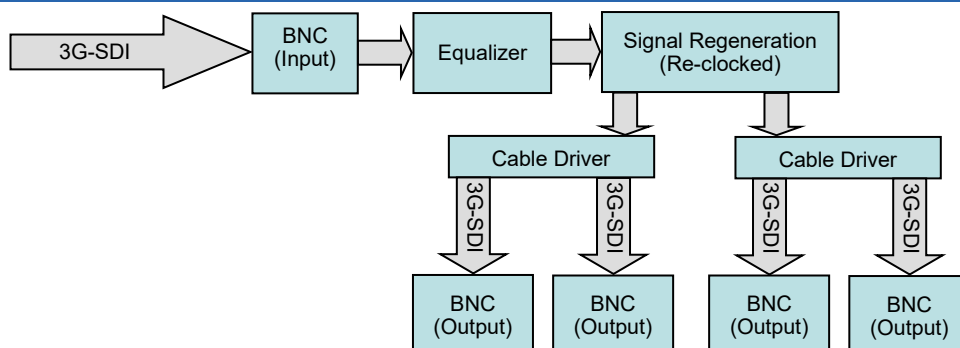 3G-SDI
BNC
(Input)
Equalizer
Signal Regeneration
(Re-clocked)
Cable Driver
Cable Driver
3G-SDI
3G-SDI
3G-SDI
3G-SDI
BNC
(Output)
BNC
(Output)
BNC
(Output)
BNC
(Output)